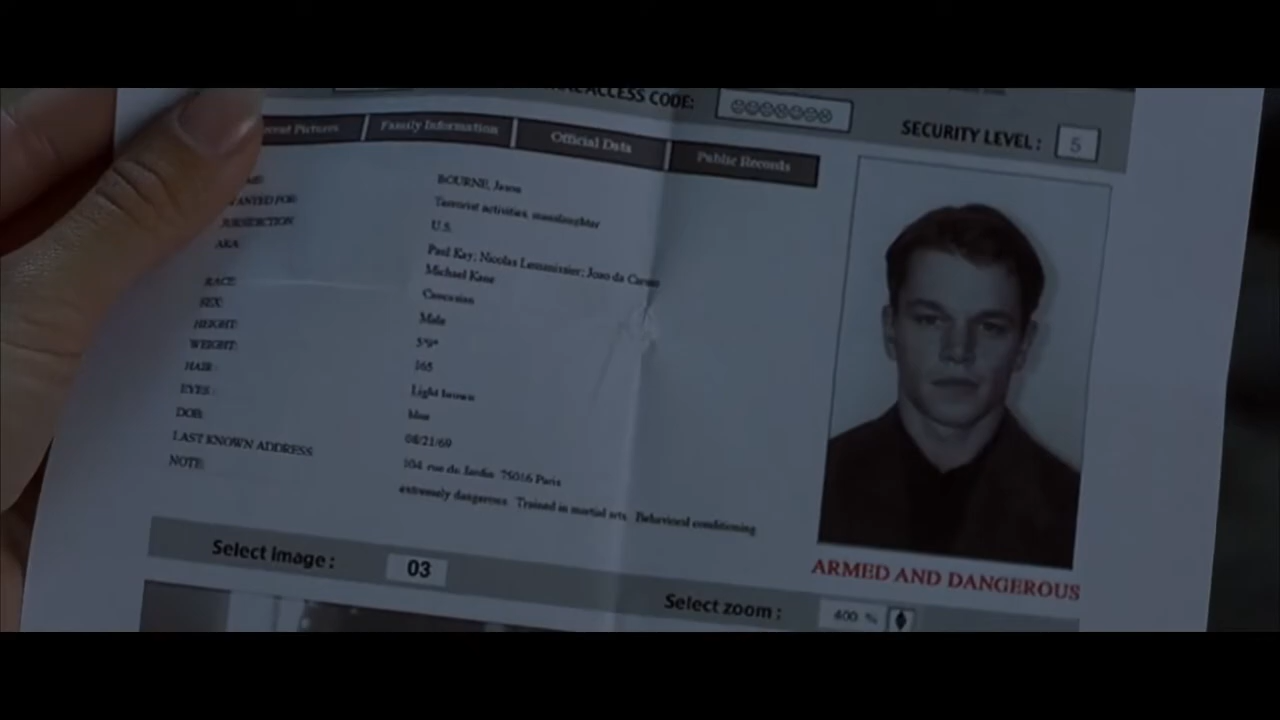 ACCESS CODE:
SECURITY LEVEL : 5
Pictures Family Information Official Data Public Records
BOURNE, Jason
WANTED FOR: Terrorist activities, manslaughter
JURISDICTION U.S.
AKA Paul Kay; Nicolas Lemanissier; Joao da
Michael Kane
RACE: Caucasian
SEX: Male
HEIGHT: 5'9"
WEIGHT: 165
HAIR : Light brown
EYES : blue
DOB: 08/21/69
LAST KNOWN ADDRESS 104 rue du Jardin 75016 Paris
NOTE: extremely dangerous Trained in martial arts Behavioral conditioning
ARMED AND DANGEROUS
Select image : 03
Select zoom : 400 %